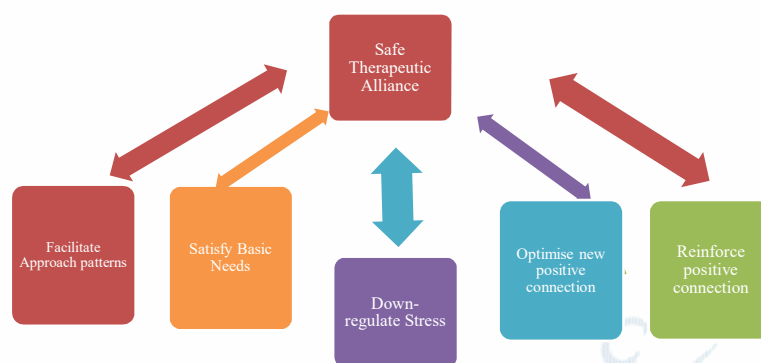 Safe
Therapeutic
Alliance
Facilitate
Approach patterns
Satisfy Basic
Needs
Down-
regulate Stress
Optimise new
positive
connection
Reinforce
positive
connection